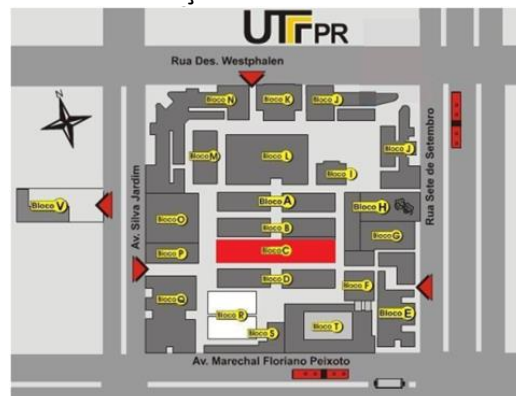 UTFPR
Rua Des. Westphalen
N
Bloco N
Bloco K
Bloco J
Bloco M
Bloco L
Bloco J
Bloco I
Rua Sete de Setembro
Av. Silva Jardim
Bloco V
Bloco A
Bloco H
Bloco O
Bloco B
Bloco G
Bloco P
Bloco C
Bloco D
Bloco F
Bloco Q
Bloco R
Bloco E
Bloco S
Bloco T
Av. Marechal Floriano Peixoto